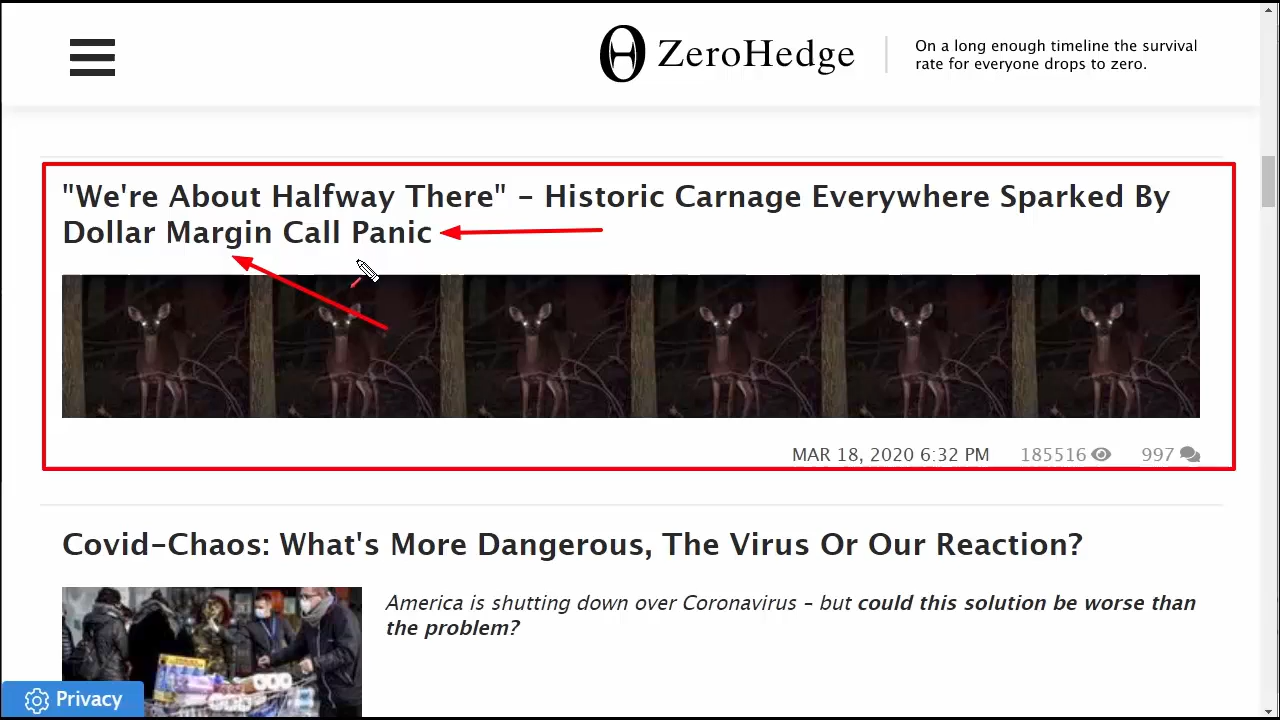 ZeroHedge
On a long enough timeline the survival
rate for everyone drops to zero.
"We're About Halfway There" – Historic Carnage Everywhere Sparked By
Dollar Margin Call Panic
MAR 18, 2020 6:32 PM 185516 997
Covid-Chaos: What's More Dangerous, The Virus Or Our Reaction?
America is shutting down over Coronavirus – but could this solution be worse than
the problem?
Privacy